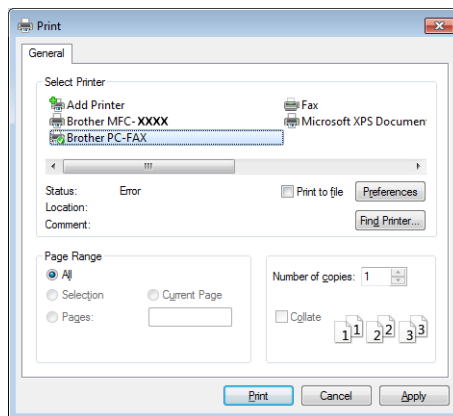 Print
General
Select Printer
Add Printer
Fax
Brother MFC-XXXX
Microsoft XPS Documen
Brother PC-FAX
Status: Error
Print to file
Preferences
Location:
Comment:
Find Printer...
Page Range
All
Selection
Current Page
Pages:
Number of copies: 1
Collate
1 1 2 2 3 3
Print
Cancel
Apply